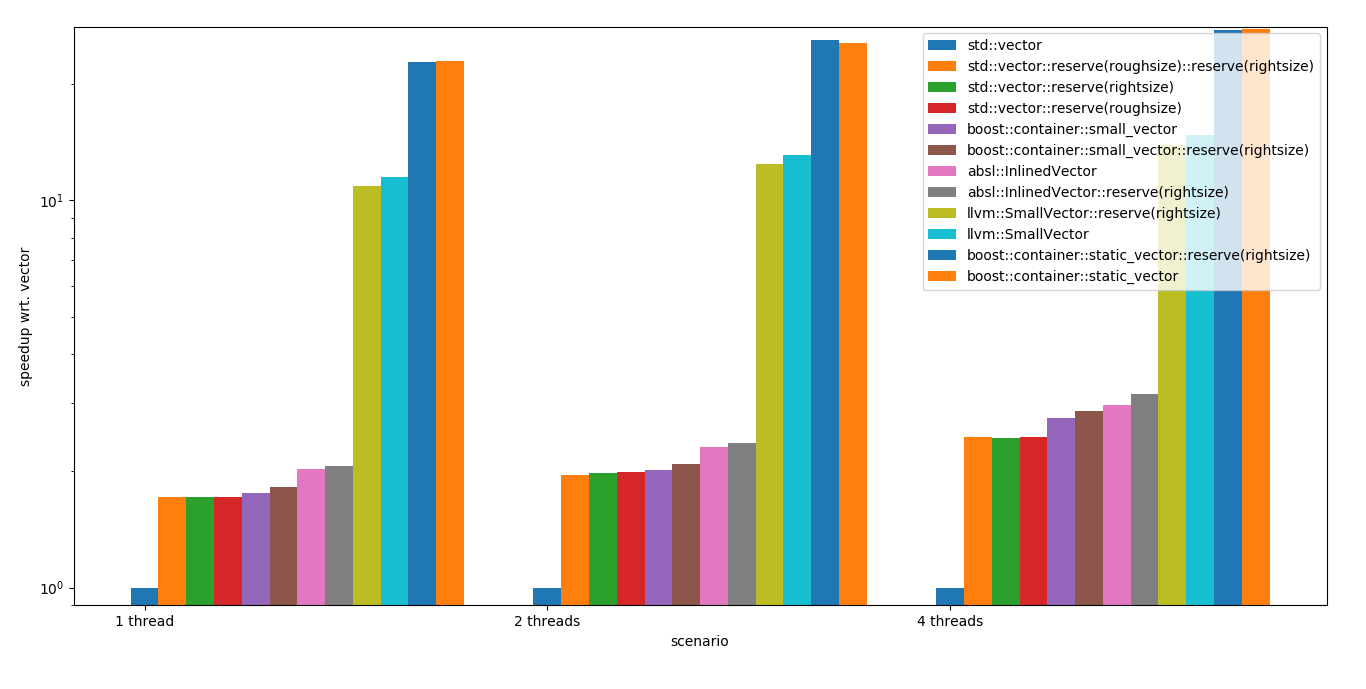 std::vector
std::vector::reserve(roughsize)::reserve(rightsize)
std::vector::reserve(rightsize)
std::vector::reserve(roughsize)
boost::container::small_vector
boost::container::small_vector::reserve(rightsize)
absl::InlinedVector
absl::InlinedVector::reserve(rightsize)
llvm::SmallVector::reserve(rightsize)
llvm::SmallVector
boost::container::static_vector::reserve(rightsize)
boost::container::static_vector
10¹
10⁰
speedup wrt. vector
1 thread
2 threads
4 threads
scenario